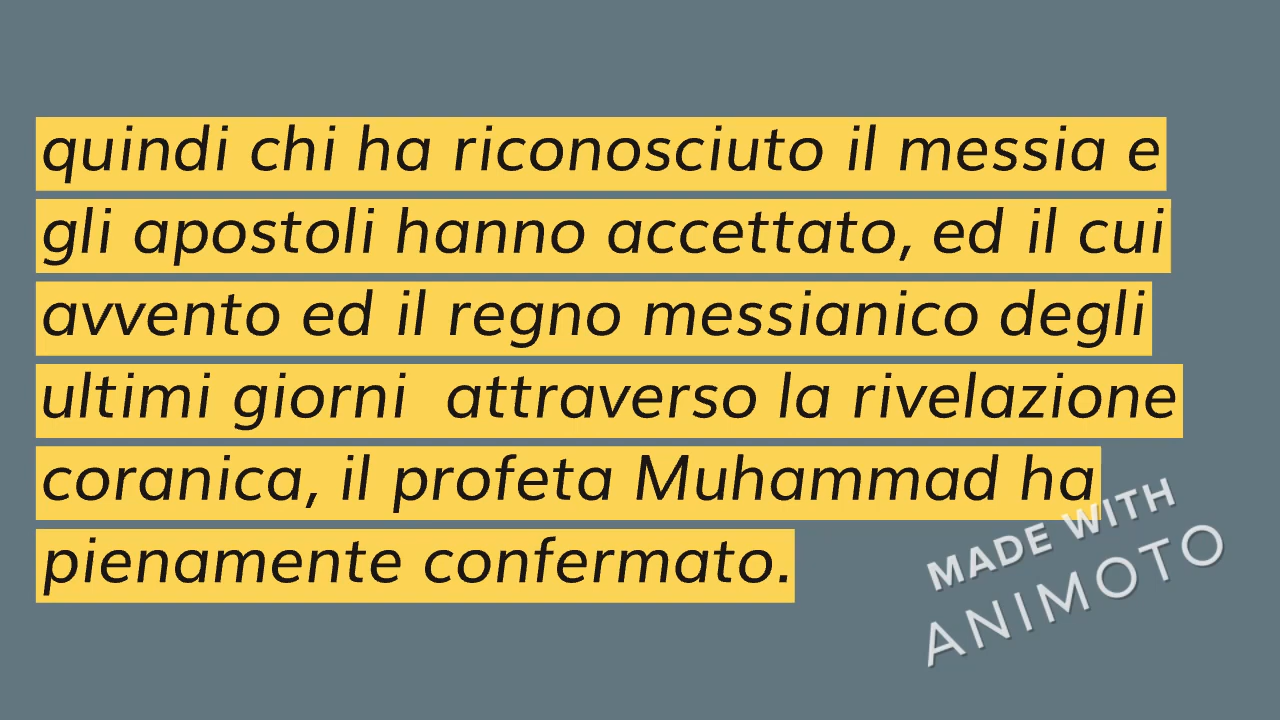 quindi chi ha riconosciuto il messia e
gli apostoli hanno accettato, ed il cui
avvento ed il regno messianico degli
ultimi giorni  attraverso la rivelazione
coranica, il profeta Muhammad ha
pienamente confermato.
MADE WITH
ANIMOTO